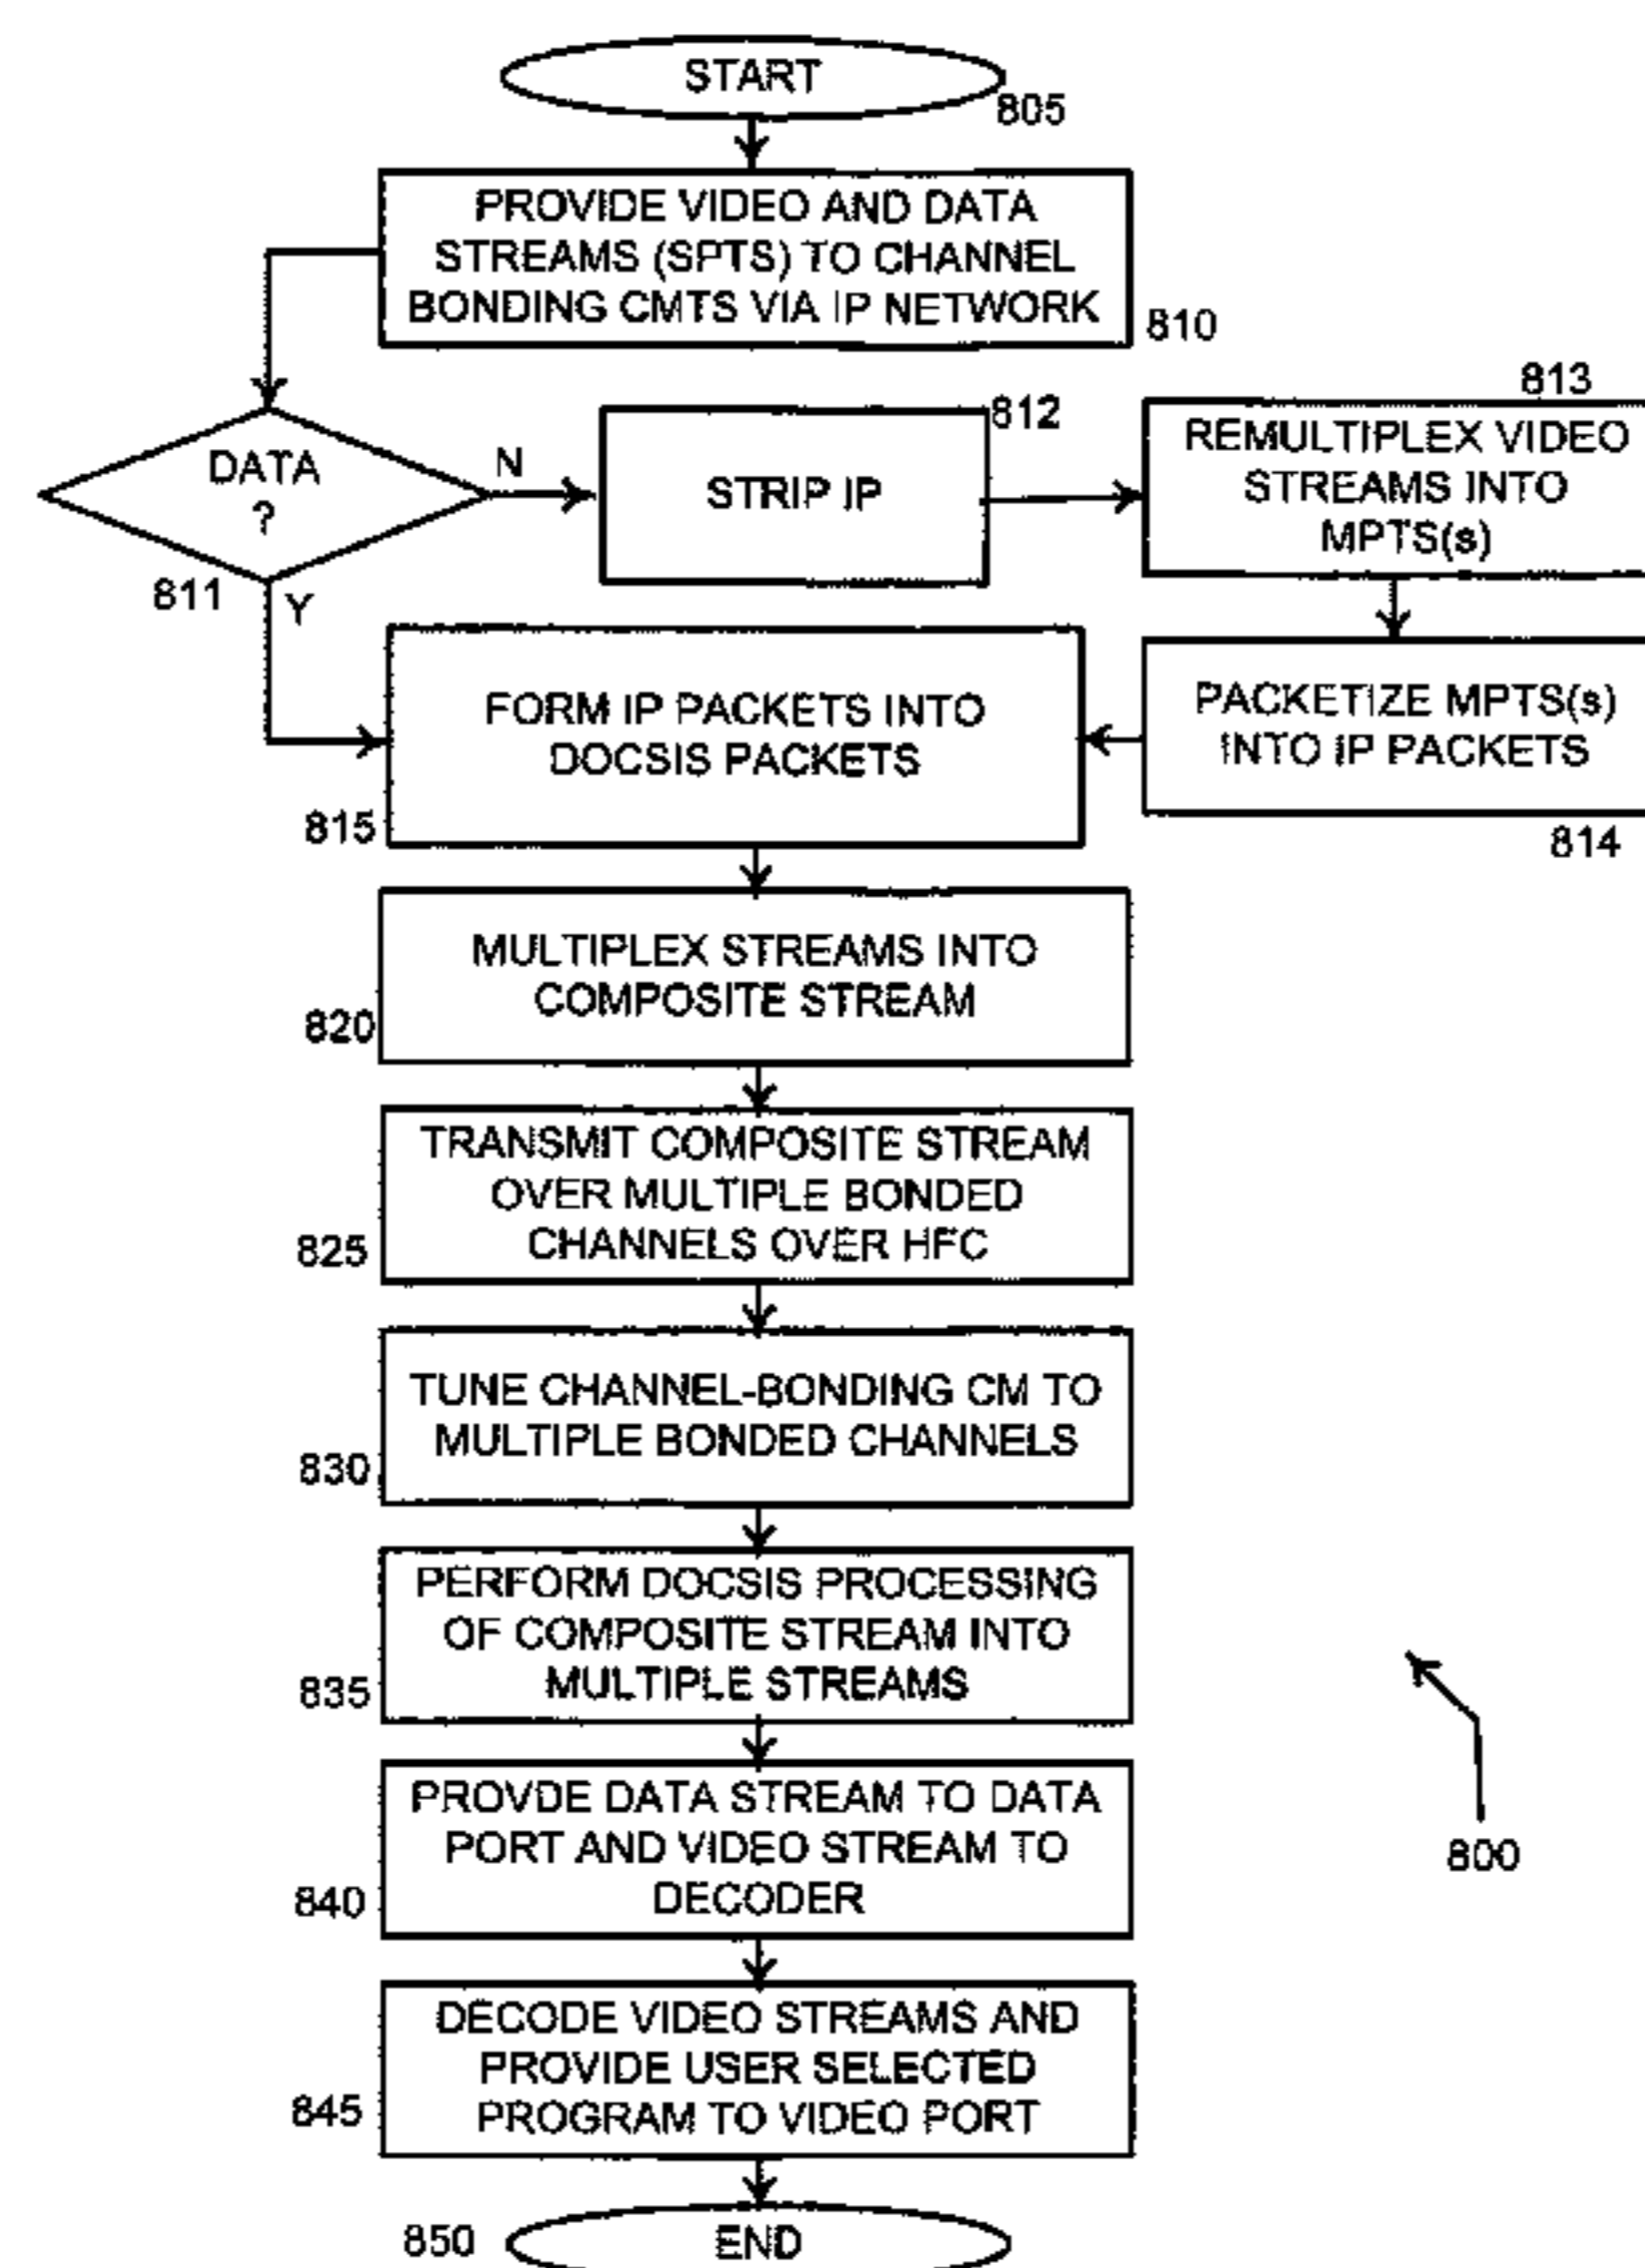 START
805
PROVIDE VIDEO AND DATA
STREAMS (SPTS) TO CHANNEL
BONDING CMTS VIA IP NETWORK
810
DATA
?
811
N
Y
STRIP IP
812
813
REMULTIPLEX VIDEO
STREAMS INTO
MPTS(s)
PACKETIZE MPTS(s)
INTO IP PACKETS
814
FORM IP PACKETS INTO
DOCSIS PACKETS
815
MULTIPLEX STREAMS INTO
COMPOSITE STREAM
820
TRANSMIT COMPOSITE STREAM
OVER MULTIPLE BONDED
CHANNELS OVER HFC
825
TUNE CHANNEL-BONDING CM TO
MULTIPLE BONDED CHANNELS
830
PERFORM DOCSIS PROCESSING
OF COMPOSITE STREAM INTO
MULTIPLE STREAMS
835
PROVDE DATA STREAM TO DATA
PORT AND VIDEO STREAM TO
DECODER
840
800
DECODE VIDEO STREAMS AND
PROVIDE USER SELECTED
PROGRAM TO VIDEO PORT
845
850
END